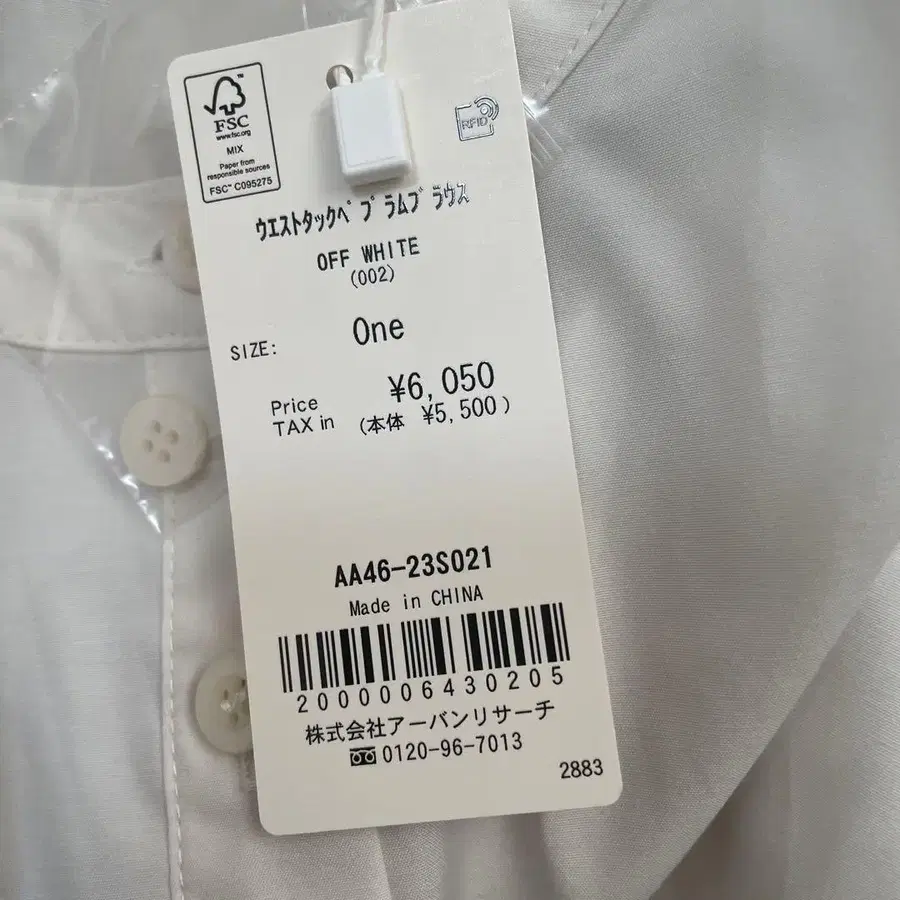 FSC™
www.fsc.org
MIX
Paper from
responsible sources
FSC™ C095275
RFID
ウエストタックペプラムブラウス
OFF WHITE
(002)
SIZE: One
Price ¥6,050
TAX in (本体 ¥5,500)
AA46-23S021
Made in CHINA
2000006430205
株式会社アーバンリサーチ
0120-96-7013
2883